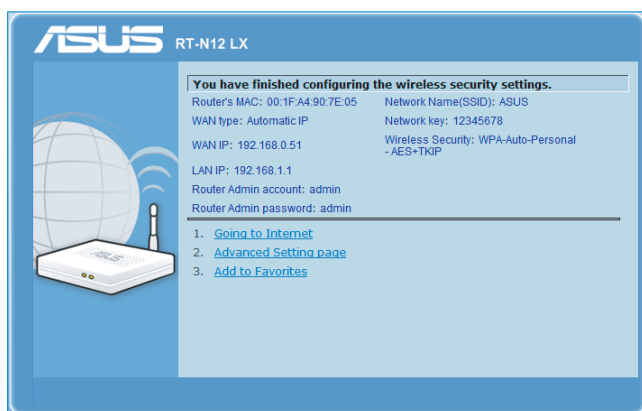 ASUS RT-N12 LX
You have finished configuring the wireless security settings.
Router's MAC: 00:1F:A4:90:7E:05 Network Name(SSID): ASUS
WAN type: Automatic IP Network key: 12345678
WAN IP: 192.168.0.51 Wireless Security: WPA-Auto-Personal
- AES+TKIP
LAN IP: 192.168.1.1
Router Admin account: admin
Router Admin password: admin
1. Going to Internet
2. Advanced Setting page
3. Add to Favorites
ASUS